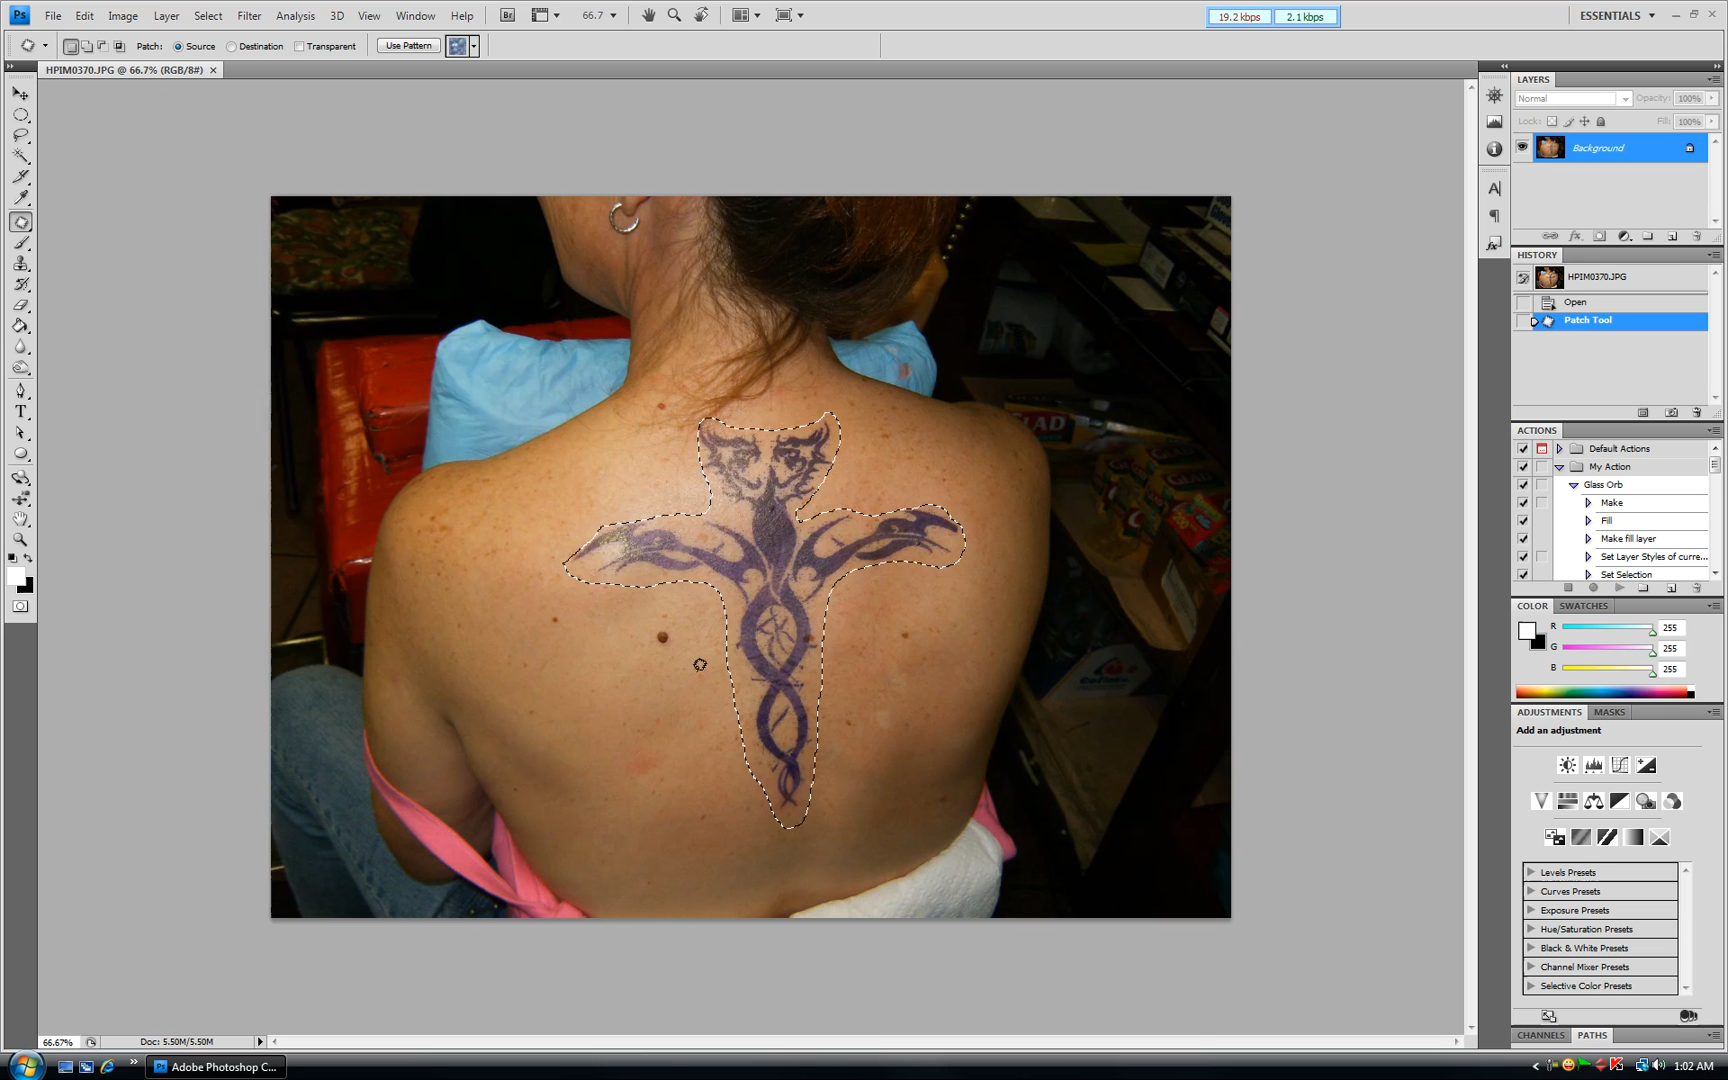 Ps File Edit Image Layer Select Filter Analysis 3D View Window Help Br 66.7 19.2 kbps 2.1 kbps ESSENTIALS
Patch: Source Destination Transparent Use Pattern
HPIM0370.JPG @ 66.7% (RGB/8#)
LAYERS
Normal Opacity: 100%
Lock: Fill: 100%
Background
HISTORY
HPIM0370.JPG
Open
Patch Tool
ACTIONS
Default Actions
My Action
Glass Orb
Make
Fill
Make fill layer
Set Layer Styles of curre...
Set Selection
COLOR SWATCHES
R 255
G 255
B 255
ADJUSTMENTS MASKS
Add an adjustment
Levels Presets
Curves Presets
Exposure Presets
Hue/Saturation Presets
Black & White Presets
Channel Mixer Presets
Selective Color Presets
CHANNELS PATHS
GLAD
66.67% Doc: 5.50M/5.50M
Ps Adobe Photoshop C... 1:02 AM